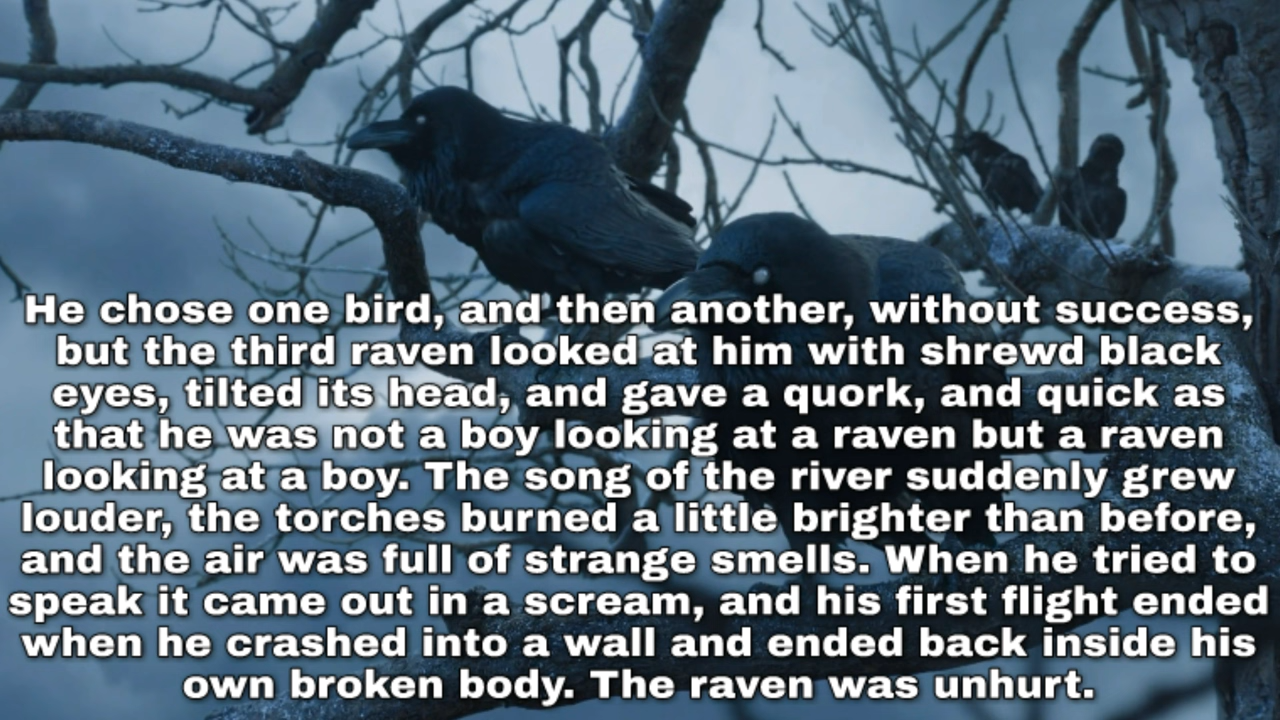 He chose one bird, and then another, without success,
but the third raven looked at him with shrewd black
eyes, tilted its head, and gave a quork, and quick as
that he was not a boy looking at a raven but a raven
looking at a boy. The song of the river suddenly grew
louder, the torches burned a little brighter than before,
and the air was full of strange smells. When he tried to
speak it came out in a scream, and his first flight ended
when he crashed into a wall and ended back inside his
own broken body. The raven was unhurt.